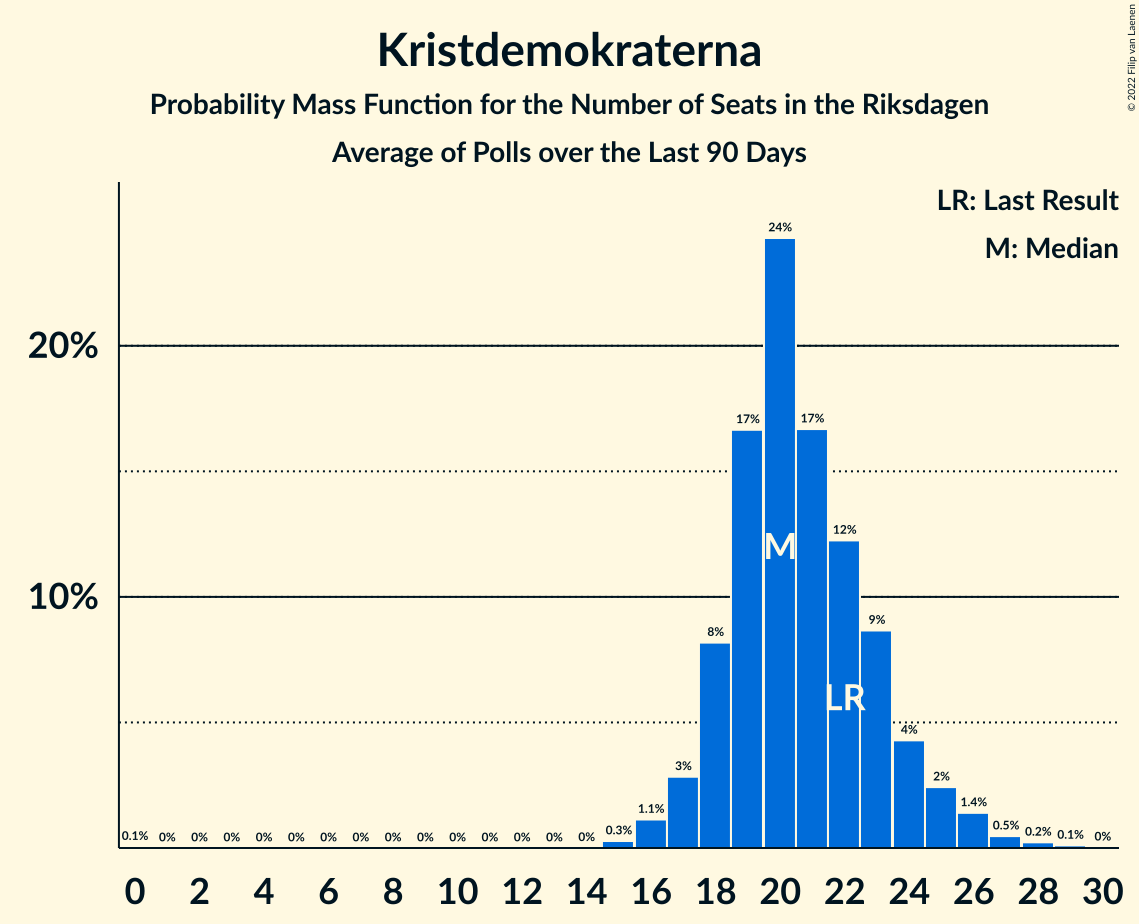 Kristdemokraterna
Probability Mass Function for the Number of Seats in the Riksdagen
Average of Polls over the Last 90 Days
© 2022 Filip van Laenen
LR: Last Result
M: Median
20%
10%
0.1% 0% 0% 0% 0% 0% 0% 0% 0% 0% 0% 0% 0% 0% 0% 0.3% 1.1% 3% 8% 17% 24% 17% 12% 9% 4% 2% 1.4% 0.5% 0.2% 0.1% 0%
M
LR
0 2 4 6 8 10 12 14 16 18 20 22 24 26 28 30